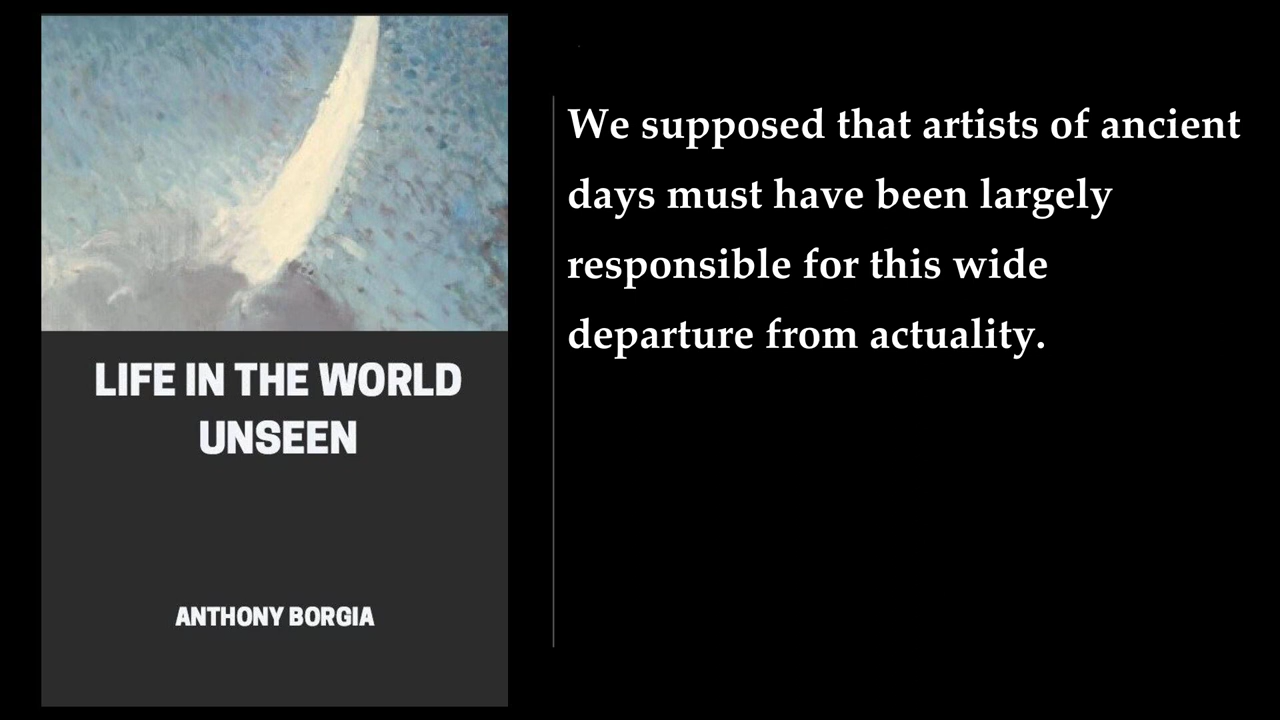 LIFE IN THE WORLD
UNSEEN
ANTHONY BORGIA
We supposed that artists of ancient
days must have been largely
responsible for this wide
departure from actuality.